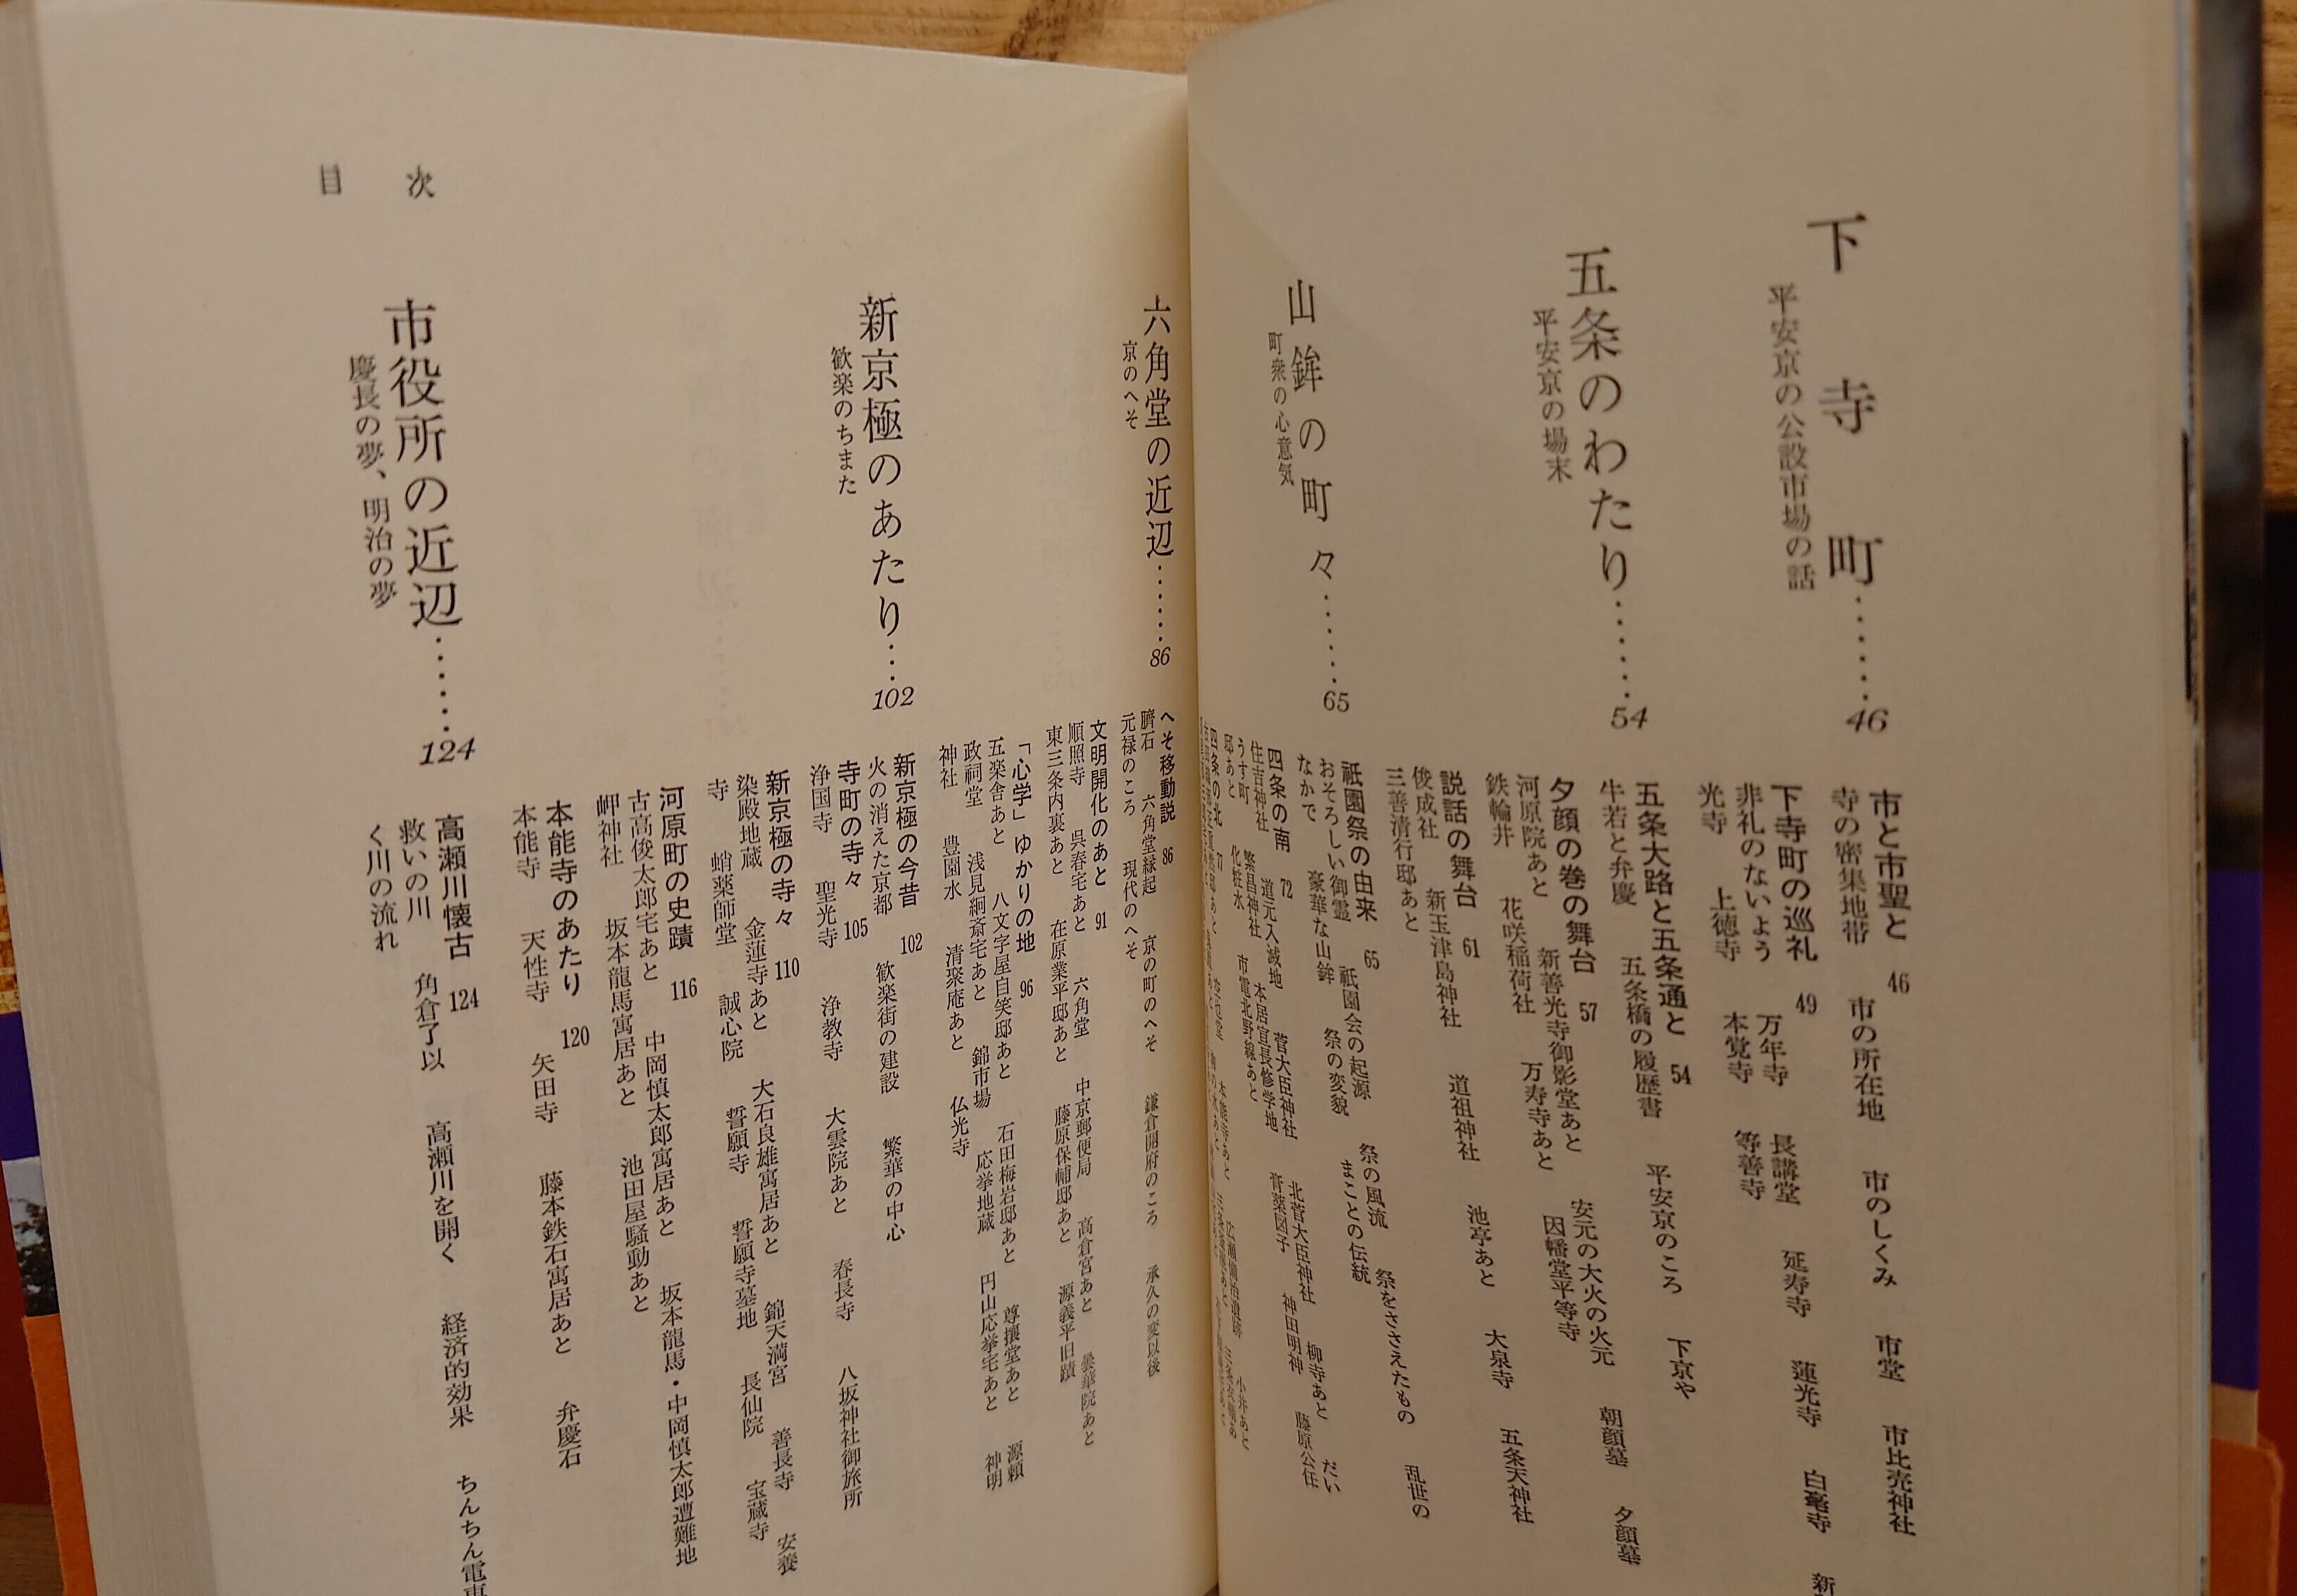 下寺町……46
平安京の公設市場の話
市と市聖と 46 市の所在地 市のしくみ 市堂 市比売神社
寺の密集地帯
下寺町の巡礼 49 万年寺 長講堂 延寿寺 蓮光寺 白毫寺 新
非礼のないよう
光寺 上徳寺 本覚寺 等善寺
五条のわたり……54
平安京の場末
五条大路と五条通と 54 平安京のころ 下京や
牛若と弁慶 五条橋の履歴書
夕顔の巻の舞台 57 安元の大火の火元 朝顔墓 夕顔墓
河原院あと 新善光寺御影堂あと 因幡堂平等寺
鉄輪井 花咲稲荷社 万寿寺あと
説話の舞台 61 道祖神社 池亭あと 大泉寺 五条天神社
俊成社 新玉津島神社
三善清行邸あと
山鉾の町々……65
町衆の心意気
祇園祭の由来 65 祇園会の起源 祭の風流 祭をささえたもの 乱世の
おそろしい御霊 豪華な山鉾 祭の変貌 まことの伝統
なかで
四条の南 72 道元入滅地 菅大臣神社 北菅大臣神社 柳寺あと だい
住吉神社 繁昌神社 本居宣長修学地 神田明神 藤原公任
うす町 化粧水 市電北野線あと 膏薬図子
邸あと
四条の北 77
六角堂の近辺……86
京のへそ
へそ移動説 86 京の町のへそ 鎌倉開府のころ 承久の変以後
臍石 六角堂縁起
元禄のころ 現代のへそ
文明開化のあと 91 六角堂 中京郵便局 高倉宮あと 曇華院あと
順照寺 呉春宅あと 在原業平邸あと 藤原保輔邸あと 源義平旧蹟
東三条内裏あと
「心学」ゆかりの地 96 石田梅岩邸あと 尊攘堂あと 源頼
五楽舎あと 八文字屋自笑邸あと 応挙地蔵 円山応挙宅あと 神明
政祠堂 浅見絅斎宅あと 錦市場 仏光寺
神社 豊園水 清聚庵あと
新京極のあたり……102
歓楽のちまた
新京極の今昔 102 歓楽街の建設 繁華の中心
火の消えた京都
寺町の寺々 105 浄教寺 大雲院あと 春長寺 八坂神社御旅所
浄国寺 聖光寺
新京極の寺々 110 大石良雄寓居あと 錦天満宮 善長寺 安養
染殿地蔵 金蓮寺あと 誓願寺 誓願寺墓地 長仙院 宝蔵寺
寺 蛸薬師堂 誠心院
河原町の史蹟 116 中岡慎太郎寓居あと 坂本龍馬・中岡慎太郎遭難地
古高俊太郎宅あと 池田屋騒動あと
岬神社 坂本龍馬寓居あと
本能寺のあたり 120 矢田寺 藤本鉄石寓居あと 弁慶石
本能寺 天性寺
目次
市役所の近辺……124
慶長の夢、明治の夢
高瀬川懐古 124 角倉了以 高瀬川を開く 経済的効果 ちんちん電車
救いの川
く川の流れ